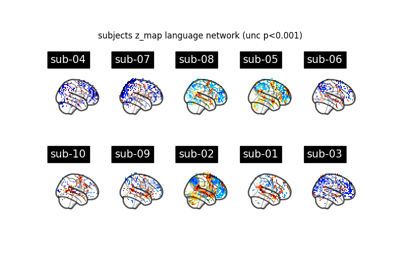 subjects z_map language network (unc p<0.001)
sub-04 sub-07 sub-08 sub-05 sub-06
sub-10 sub-09 sub-02 sub-01 sub-03